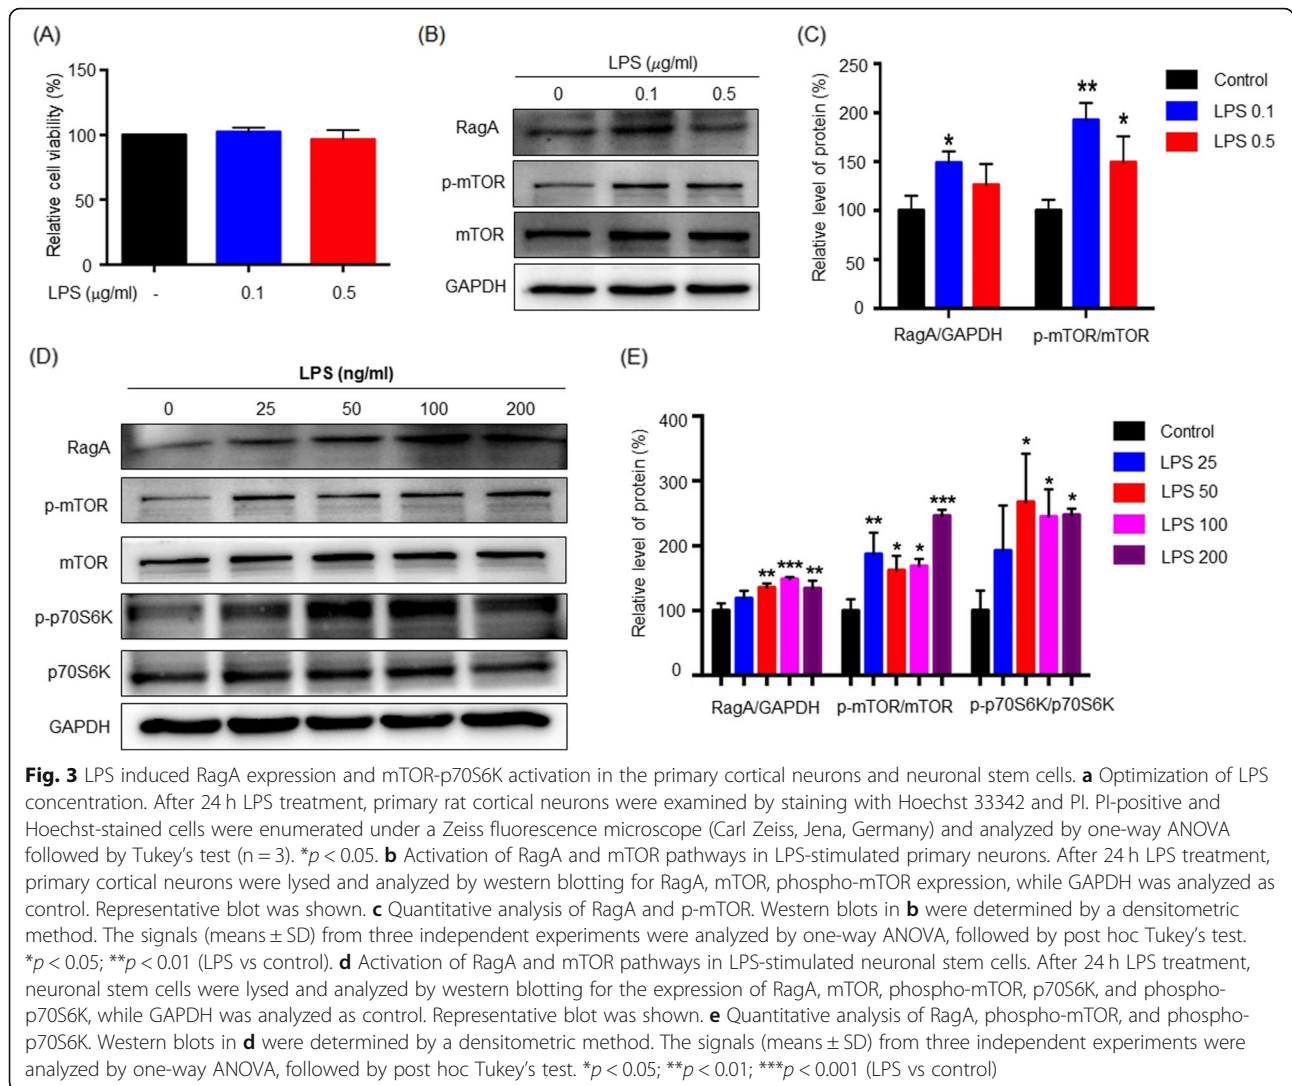 (A)
Relative cell viability (%)
150
100
50
0
LPS (μg/ml) - 0.1 0.5
(B)
LPS (μg/ml)
0 0.1 0.5
RagA
p-mTOR
mTOR
GAPDH
(C)
Relative level of protein (%)
250
200
150
100
50
0
* ** *
RagA/GAPDH p-mTOR/mTOR
Control
LPS 0.1
LPS 0.5
(D)
LPS (ng/ml)
0 25 50 100 200
RagA
p-mTOR
mTOR
p-p70S6K
p70S6K
GAPDH
(E)
Relative level of protein (%)
400
300
200
100
0
** *** ** ** * * *** * * *
RagA/GAPDH p-mTOR/mTOR p-p70S6K/p70S6K
Control
LPS 25
LPS 50
LPS 100
LPS 200
Fig. 3 LPS induced RagA expression and mTOR-p70S6K activation in the primary cortical neurons and neuronal stem cells. a Optimization of LPS
concentration. After 24 h LPS treatment, primary rat cortical neurons were examined by staining with Hoechst 33342 and PI. PI-positive and
Hoechst-stained cells were enumerated under a Zeiss fluorescence microscope (Carl Zeiss, Jena, Germany) and analyzed by one-way ANOVA
followed by Tukey's test (n = 3). *p < 0.05. b Activation of RagA and mTOR pathways in LPS-stimulated primary neurons. After 24 h LPS treatment,
primary cortical neurons were lysed and analyzed by western blotting for RagA, mTOR, phospho-mTOR expression, while GAPDH was analyzed as
control. Representative blot was shown. c Quantitative analysis of RagA and p-mTOR. Western blots in b were determined by a densitometric
method. The signals (means ± SD) from three independent experiments were analyzed by one-way ANOVA, followed by post hoc Tukey's test.
*p < 0.05; **p < 0.01 (LPS vs control). d Activation of RagA and mTOR pathways in LPS-stimulated neuronal stem cells. After 24 h LPS treatment,
neuronal stem cells were lysed and analyzed by western blotting for the expression of RagA, mTOR, phospho-mTOR, p70S6K, and phospho-
p70S6K, while GAPDH was analyzed as control. Representative blot was shown. e Quantitative analysis of RagA, phospho-mTOR, and phospho-
p70S6K. Western blots in d were determined by a densitometric method. The signals (means ± SD) from three independent experiments were
analyzed by one-way ANOVA, followed by post hoc Tukey's test. *p < 0.05; **p < 0.01; ***p < 0.001 (LPS vs control)